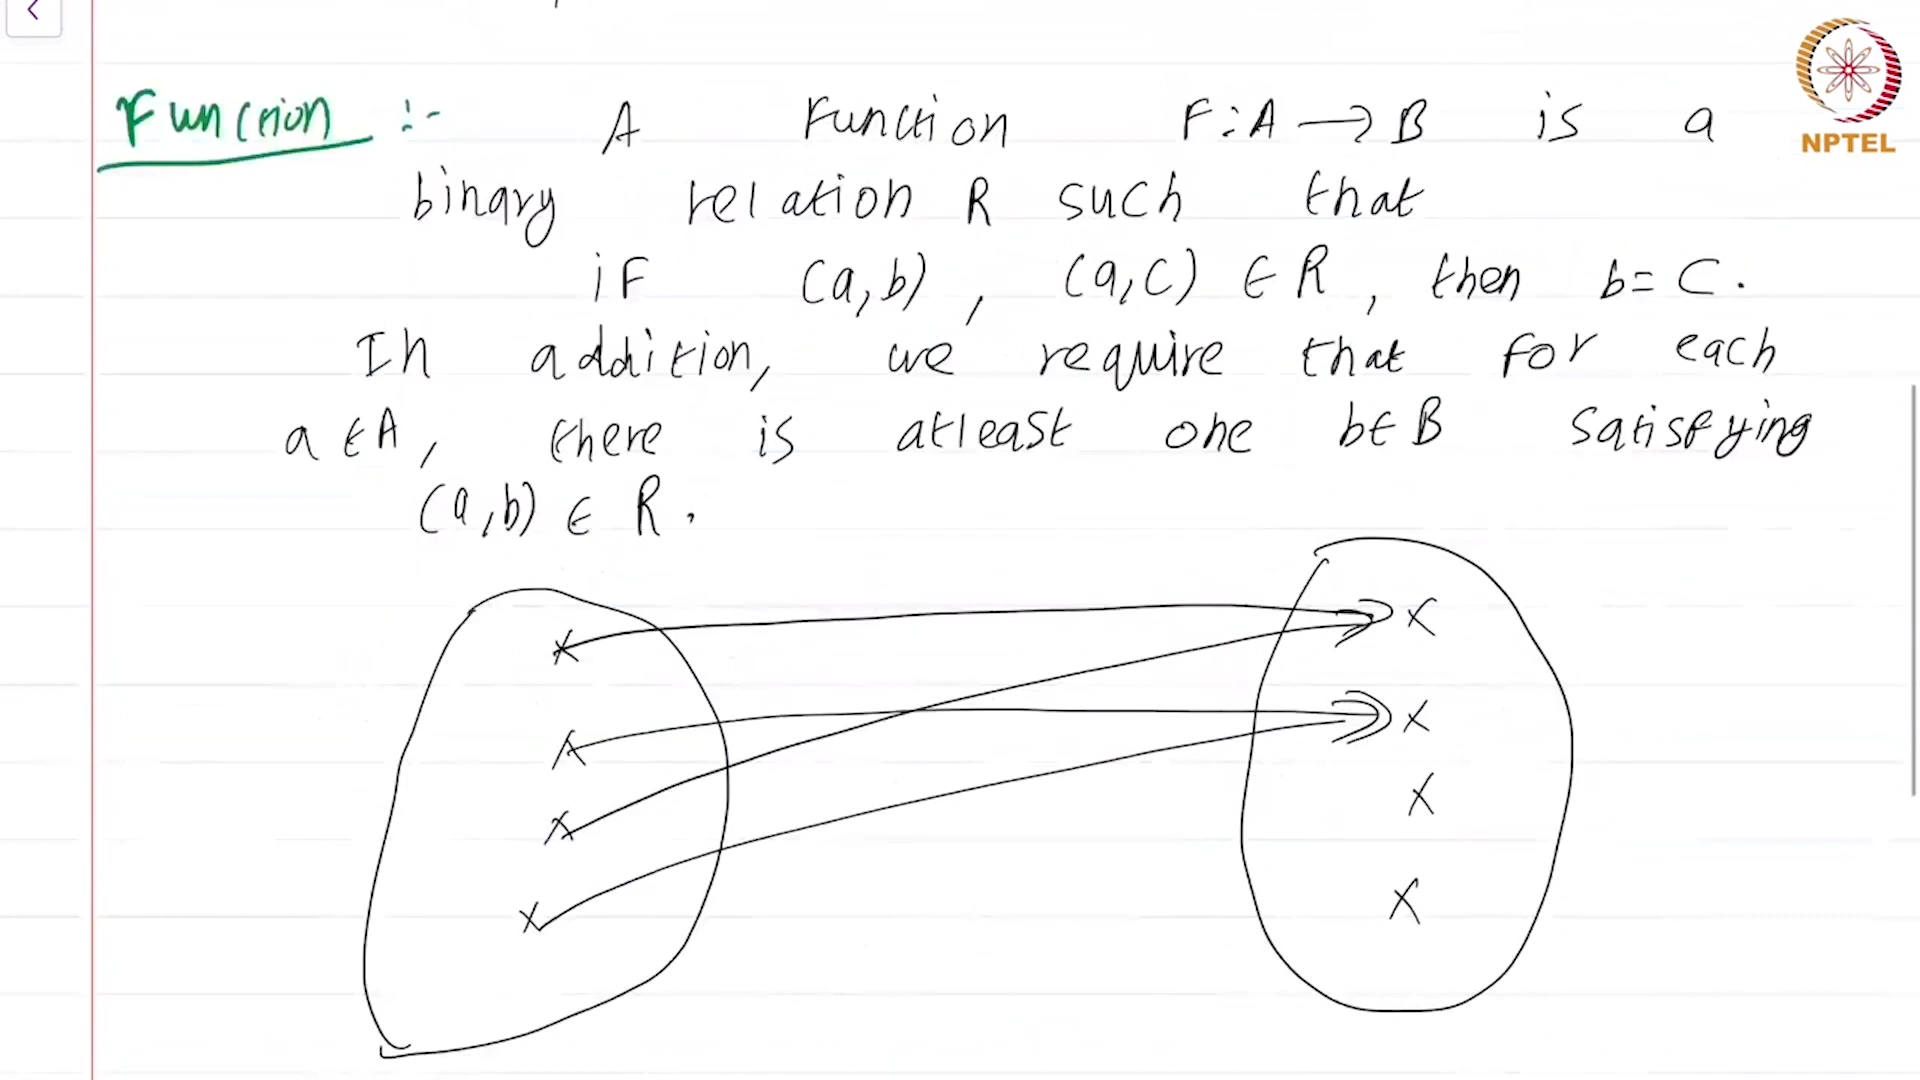 Function :- A Function F:A → B is a
binary relation R such that
if (a,b), (a,c) ∈ R, then b = c.
In addition, we require that for each
a ∈ A, there is atleast one b ∈ B satisfying
(a,b) ∈ R.
NPTEL